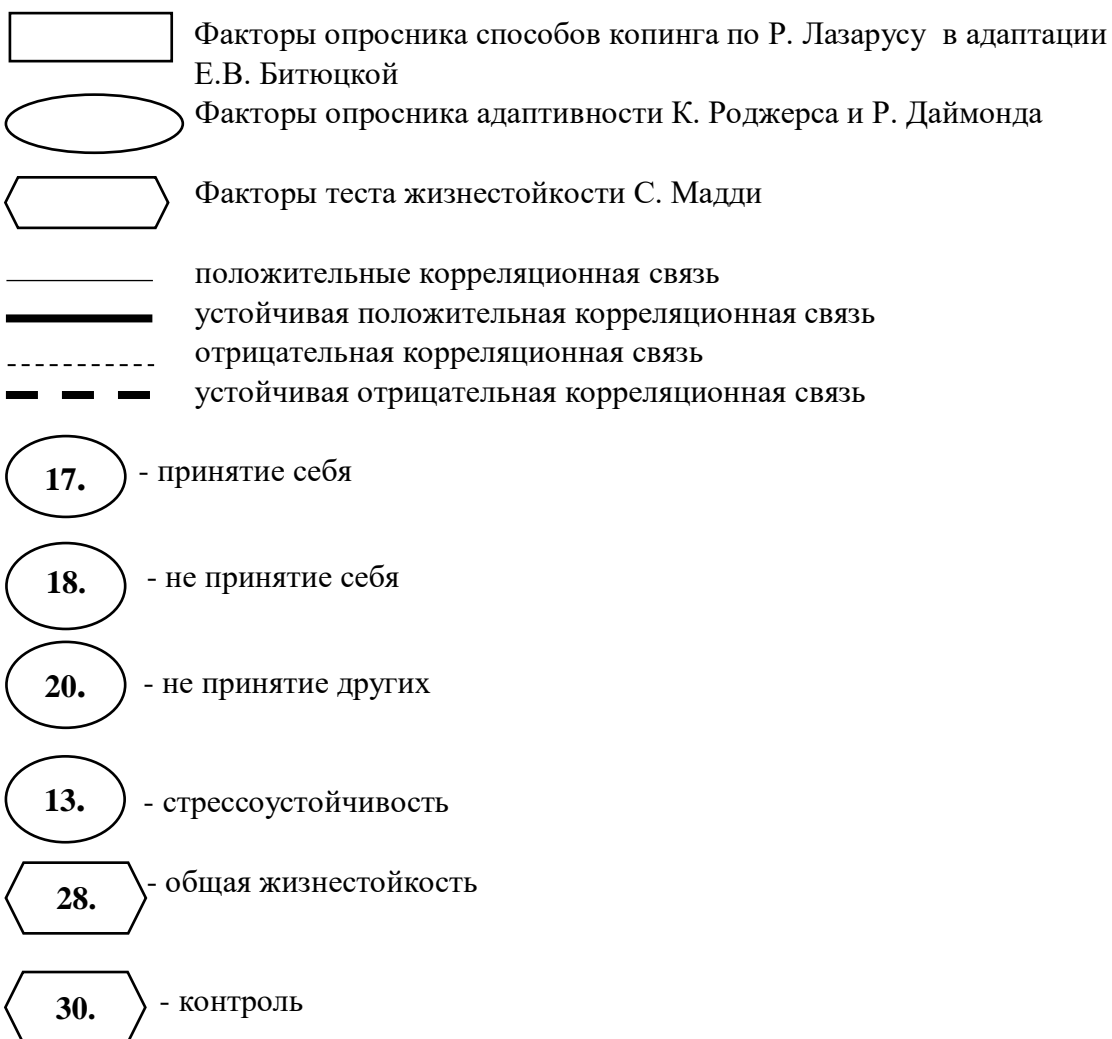 Факторы опросника способов копинга по Р. Лазарусу в адаптации
Е.В. Битюцкой
Факторы опросника адаптивности К. Роджерса и Р. Даймонда
Факторы теста жизнестойкости С. Мадди
положительные корреляционная связь
устойчивая положительная корреляционная связь
отрицательная корреляционная связь
устойчивая отрицательная корреляционная связь
17. - принятие себя
18. - не принятие себя
20. - не принятие других
13. - стрессоустойчивость
28. - общая жизнестойкость
30. - контроль